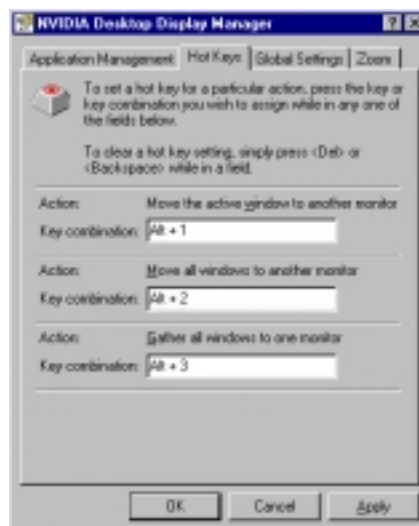 NVIDIA Desktop Display Manager
Application Management Hot Keys Global Settings Zoom
To set a hot key for a particular action, press the key or
key combination you wish to assign while in any one of
the fields below.
To clear a hot key setting, simply press <Del> or
<Backspace> while in a field.
Action: Move the active window to another monitor
Key combination: Alt + 1
Action: Move all windows to another monitor
Key combination: Alt + 2
Action: Gather all windows to one monitor
Key combination: Alt + 3
OK Cancel Apply